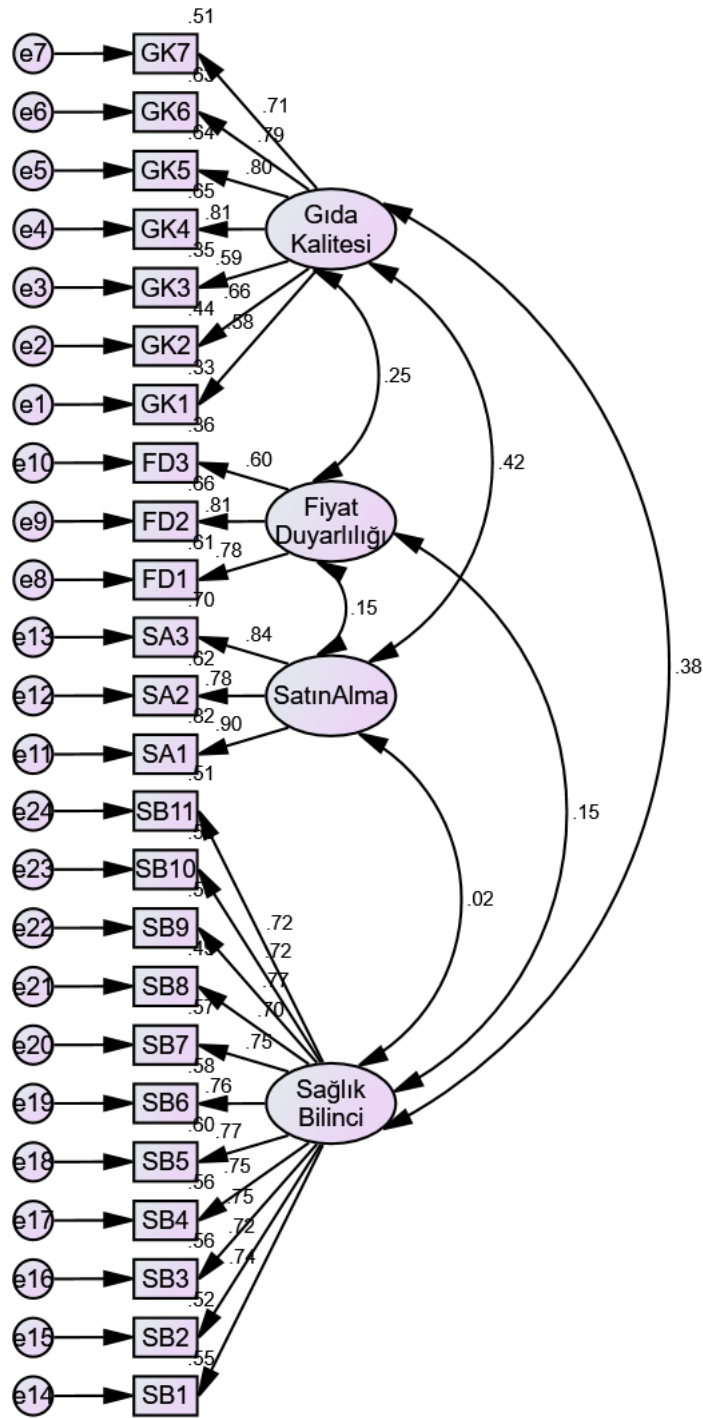 .51
e7 GK7
.63
.71
e6 GK6
.79
.64
e5 GK5
.80
.65
e4 GK4
.81
Gıda
Kalitesi
.35
.59
e3 GK3
.66
.44
.58
e2 GK2
.33
.25
e1 GK1
.36
e10 FD3
.60
.42
.66
e9 FD2
.81
Fiyat
Duyarlılığı
.61
.78
e8 FD1
.70
.15
e13 SA3
.84
.62
.38
e12 SA2
.78
SatınAlma
.82
.90
e11 SA1
.51
e24 SB11
.15
e23 SB10
.02
e22 SB9
.72
.72
e21 SB8
.77
.57
.70
e20 SB7
.75
.58
e19 SB6
.76
Sağlık
Bilinci
.60
.77
e18 SB5
.75
.56
.75
e17 SB4
.72
.56
.74
e16 SB3
.52
e15 SB2
.55
e14 SB1